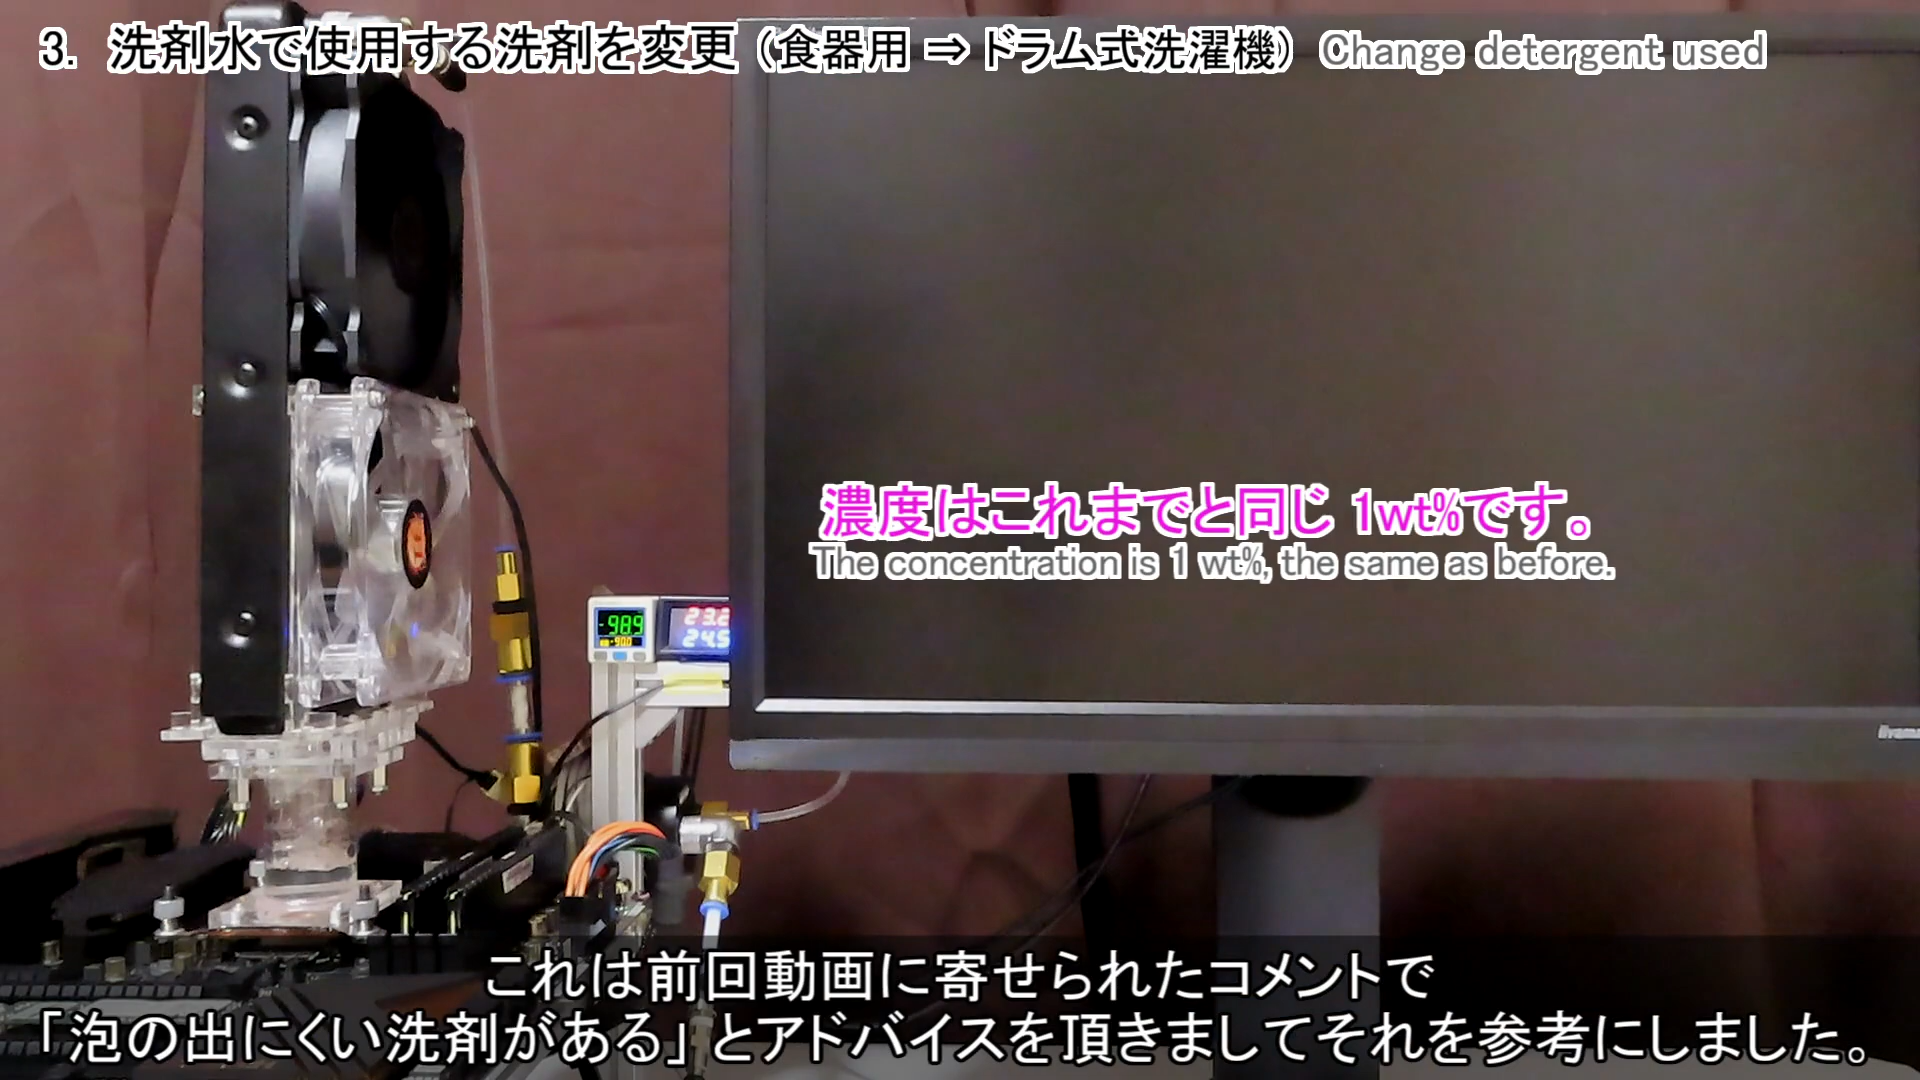 3. 洗剤水で使用する洗剤を変更（食器用 ⇒ ドラム式洗濯機） Change detergent used
濃度はこれまでと同じ 1wt%です。
The concentration is 1 wt%, the same as before.
-98.9
-90.0
24.5
これは前回動画に寄せられたコメントで
「泡の出にくい洗剤がある」とアドバイスを頂きましてそれを参考にしました。